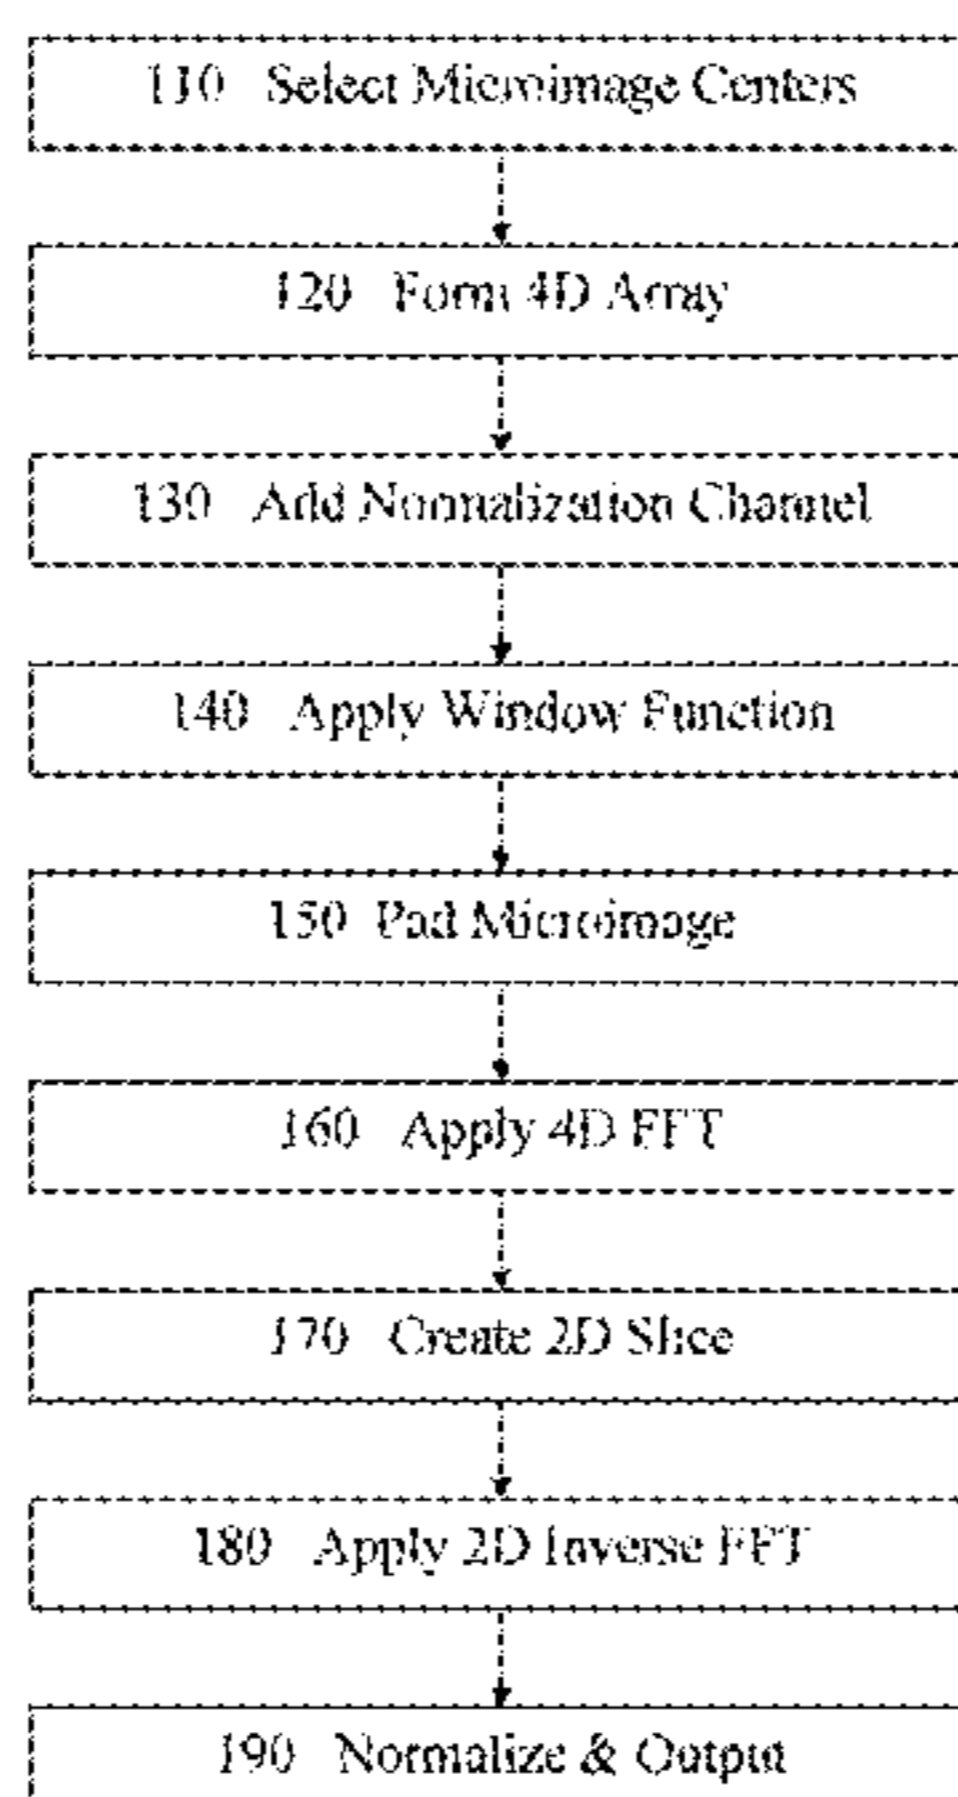 110 Select Microimage Centers
120 Form 4D Array
130 Add Normalization Channel
140 Apply Window Function
150 Pad Microimage
160 Apply 4D FFT
170 Create 2D Slice
180 Apply 2D Inverse FFT
190 Normalize & Output